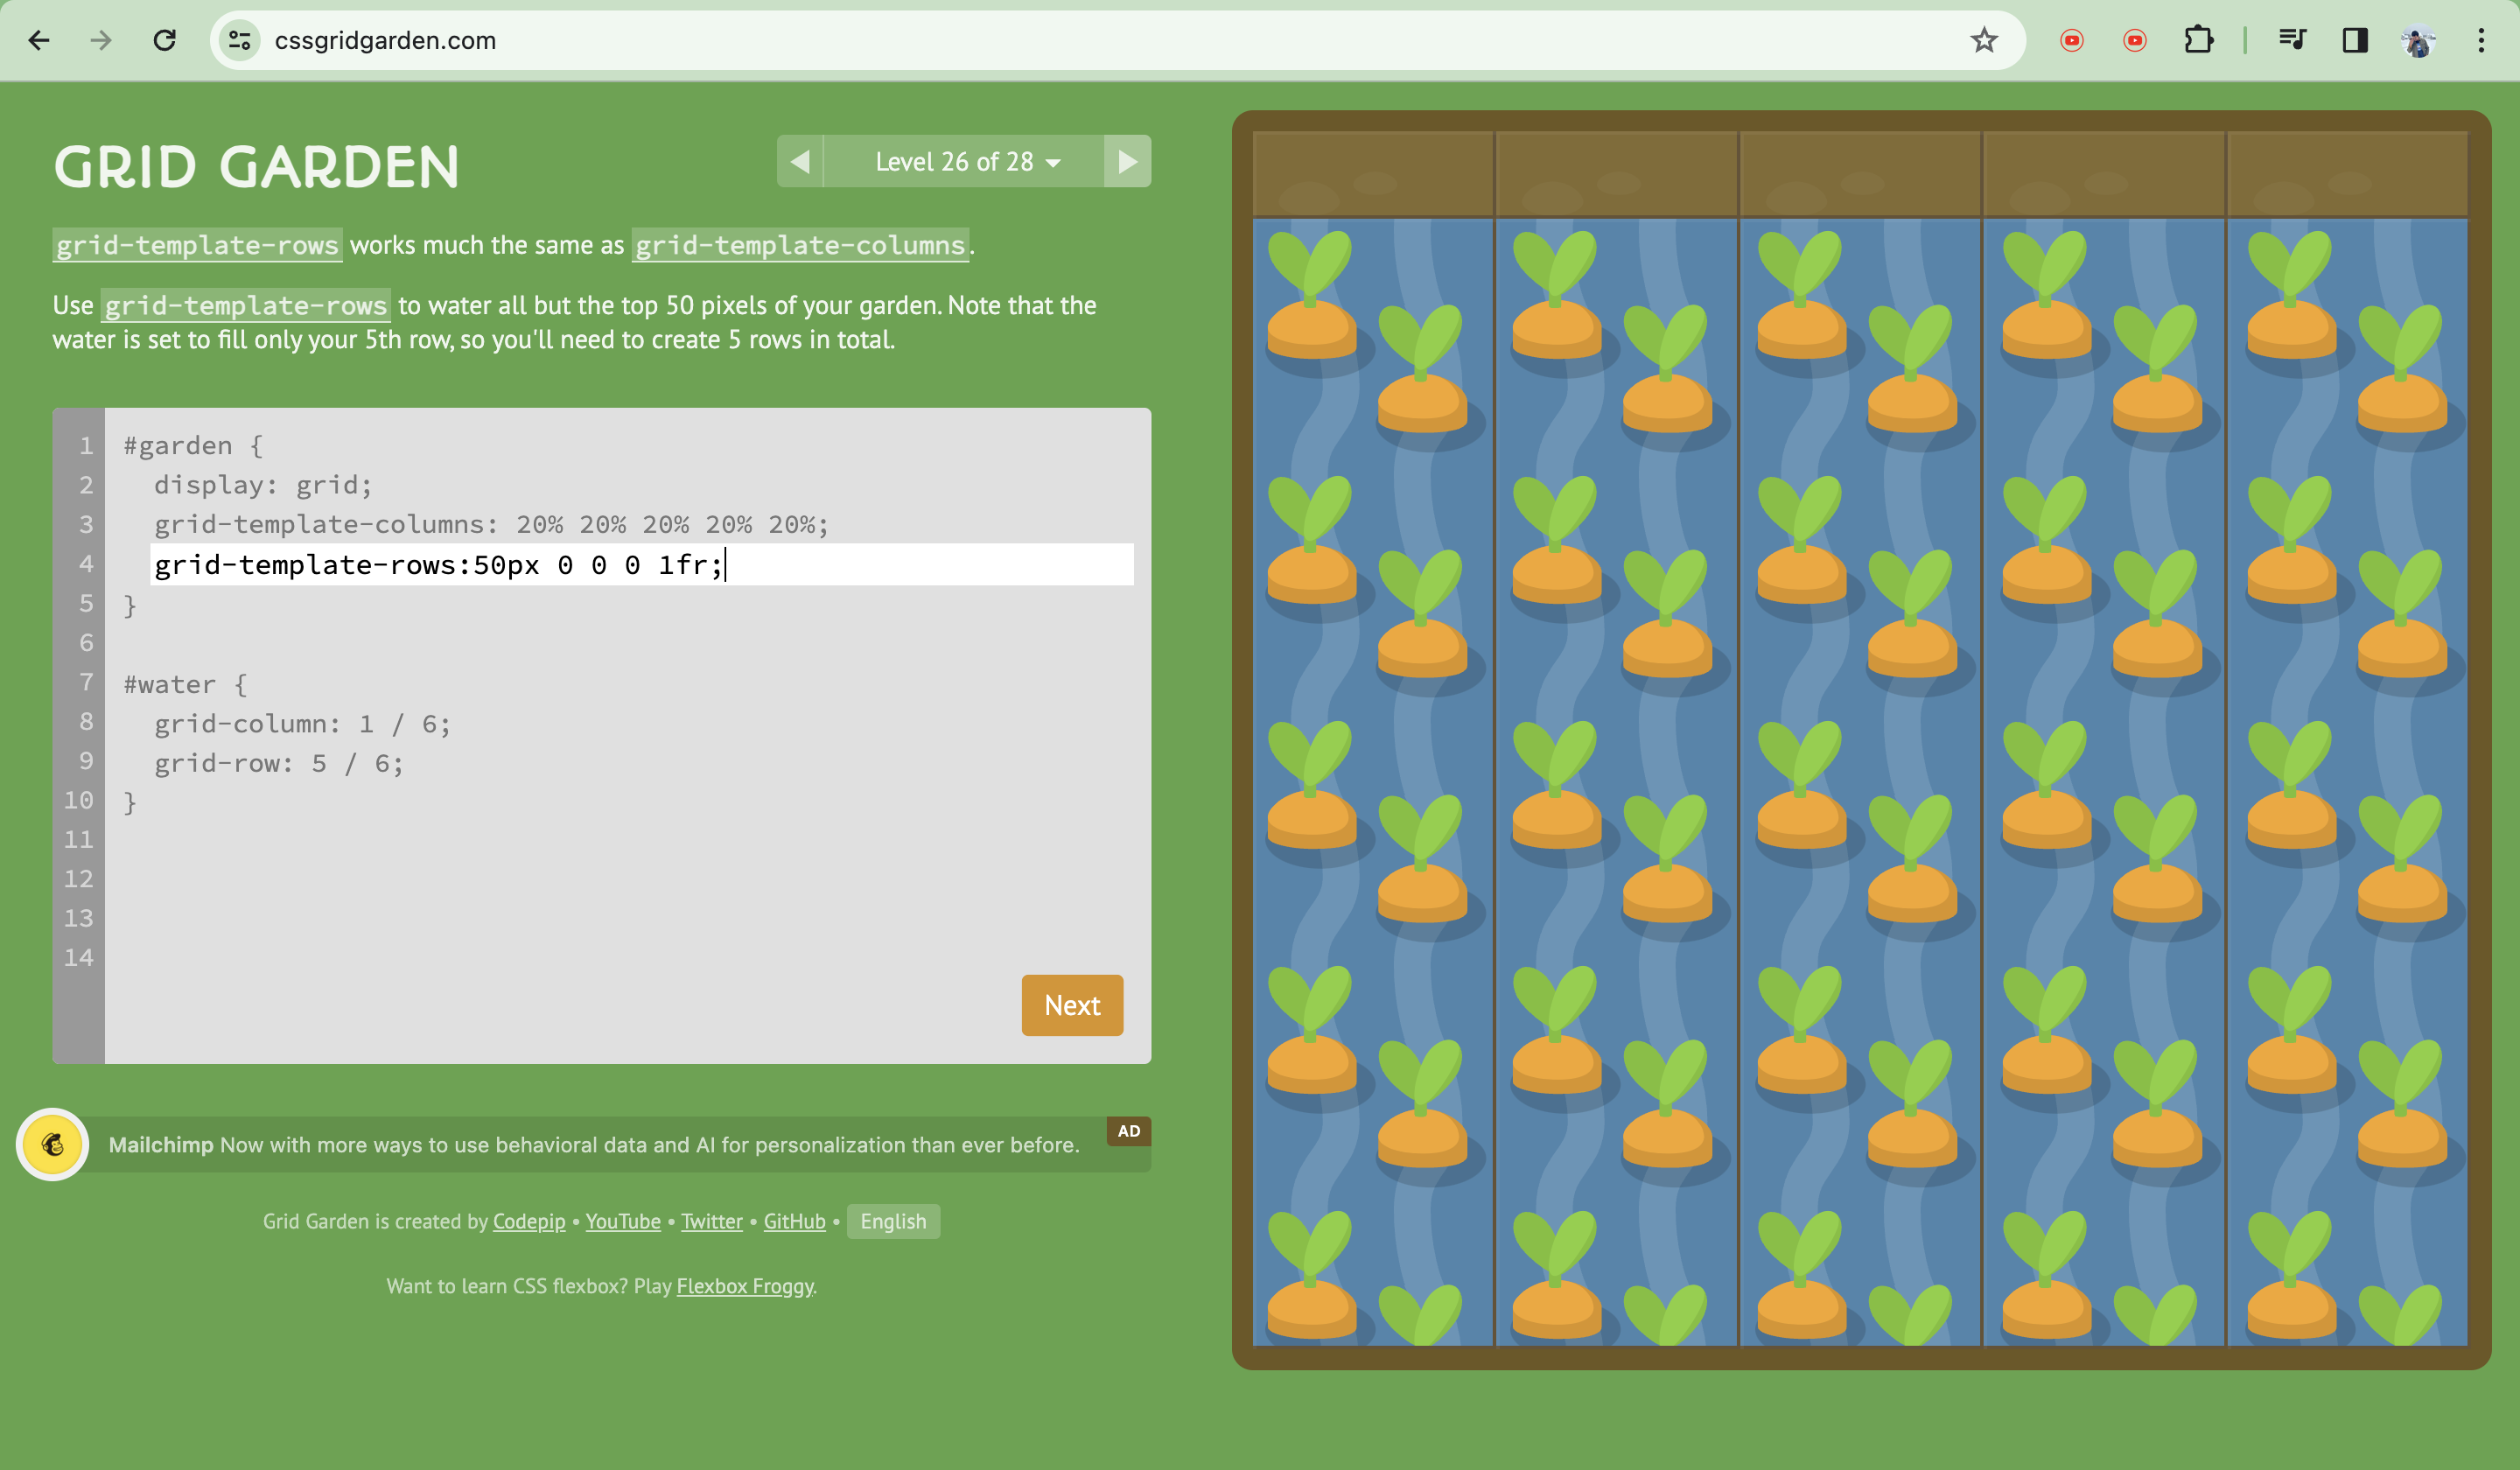 cssgridgarden.com
GRID GARDEN
Level 26 of 28
grid-template-rows works much the same as grid-template-columns.
Use grid-template-rows to water all but the top 50 pixels of your garden. Note that the
water is set to fill only your 5th row, so you'll need to create 5 rows in total.
1 #garden {
2 display: grid;
3 grid-template-columns: 20% 20% 20% 20% 20%;
4 grid-template-rows:50px 0 0 0 1fr;
5 }
6
7 #water {
8 grid-column: 1 / 6;
9 grid-row: 5 / 6;
10 }
11
12
13
14
Next
AD
Mailchimp Now with more ways to use behavioral data and AI for personalization than ever before.
Grid Garden is created by Codepip • YouTube • Twitter • GitHub • English
Want to learn CSS flexbox? Play Flexbox Froggy.